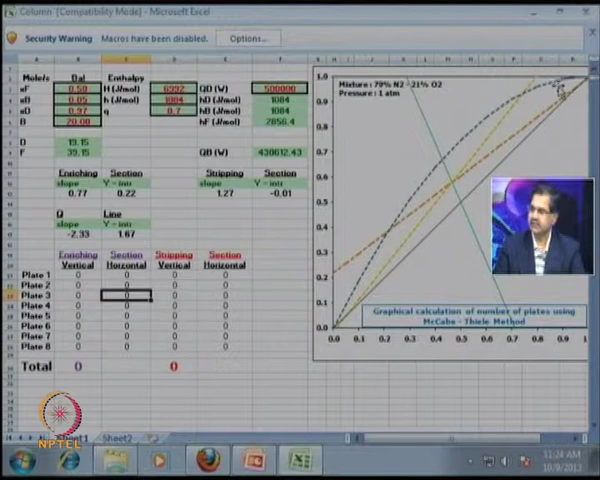 Column [Compatibility Mode] - Microsoft Excel
Security Warning Macros have been disabled. Options...
Mole/s Bal Enthalpy
xF 0.50 H (J/mol) 6992 QD (W) 500000
xB 0.05 h (J/mol) 1084 hD (J/mol) 1084
xD 0.97 q 0.7 hB (J/mol) 1084
B 20.00 hF (J/mol) 2856.4
D 19.15
F 39.15 QB (W) 430612.43
Enriching Section Stripping Section
slope Y - intr slope Y - intr
0.77 0.22 1.27 -0.01
Q Line
slope Y - intr
-2.33 1.67
Enriching Section Stripping Section
Vertical Horizontal Vertical Horizontal
Plate 1 0 0 0 0
Plate 2 0 0 0 0
Plate 3 0 0 0 0
Plate 4 0 0 0 0
Plate 5 0 0 0 0
Plate 6 0 0 0 0
Plate 7 0 0 0 0
Plate 8 0 0 0 0
Total 0 0
Mixture : 79% N2 - 21% O2
Pressure : 1 atm
1.0
0.9
0.8
0.7
0.6
0.5
0.4
0.3
0.2
0.1
0.0
Graphical calculation of number of plates using
McCabe - Thiele Method
0.0 0.1 0.2 0.3 0.4 0.5 0.6 0.7 0.8 0.9
NPTEL
Sheet1 Sheet2
11:24 AM
10/9/2013